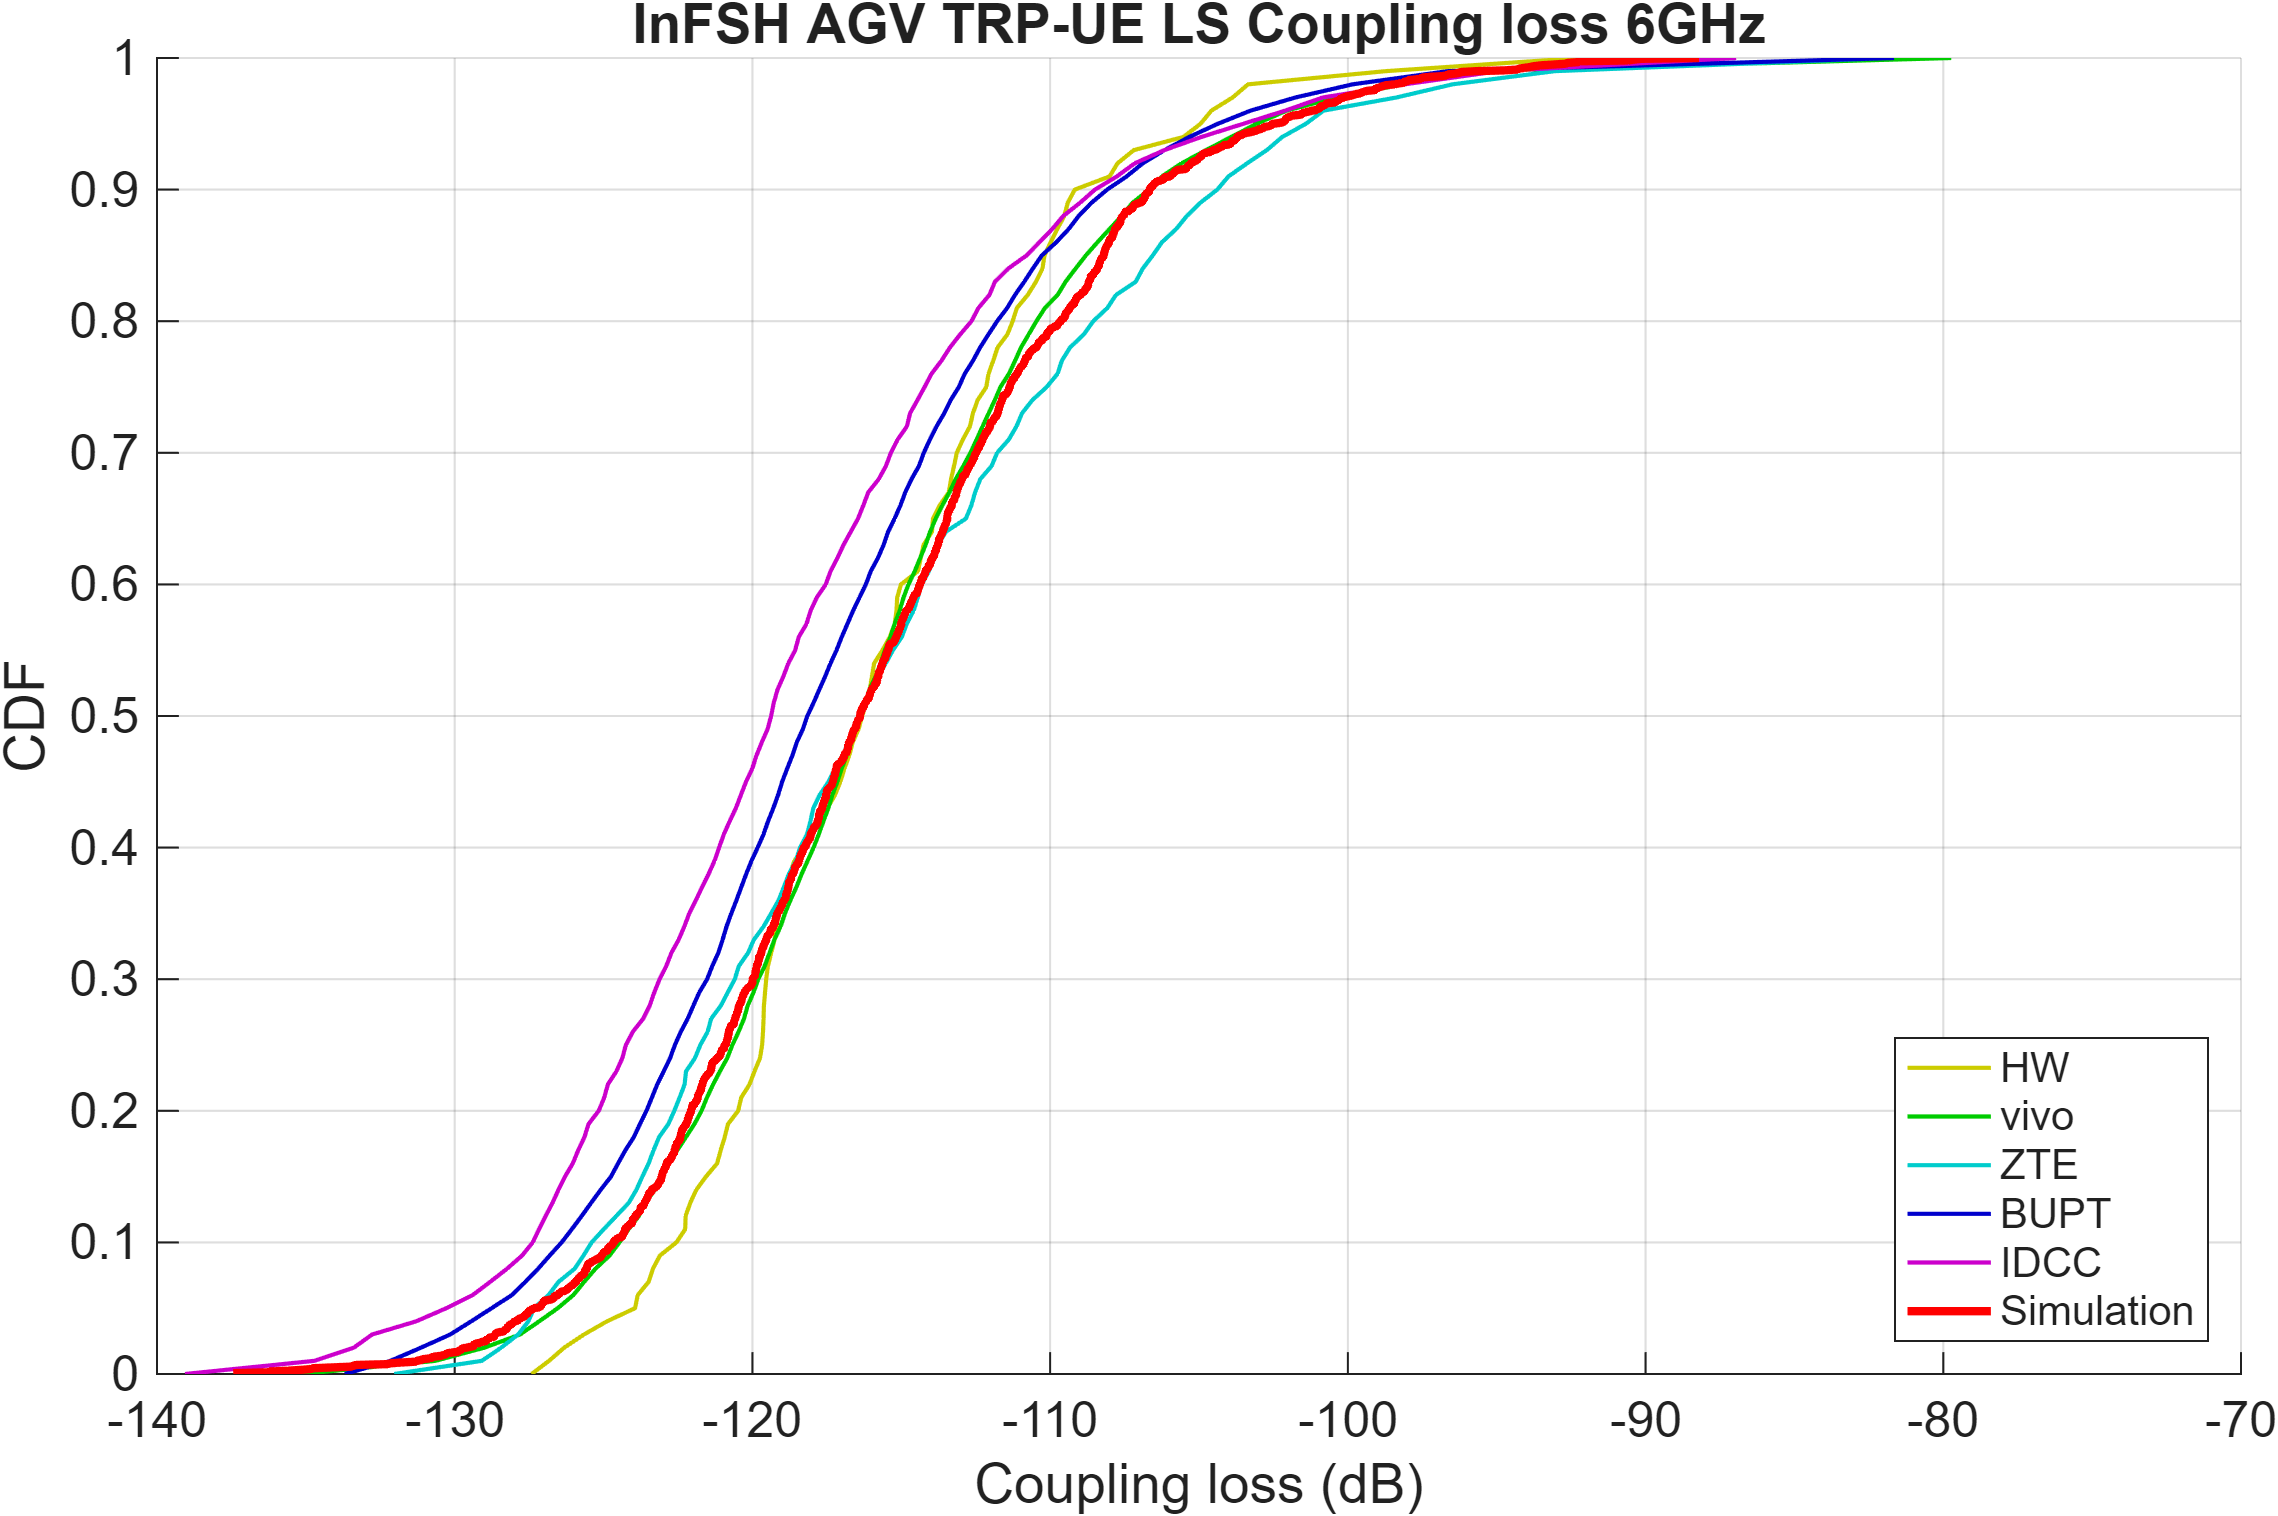 InFSH AGV TRP-UE LS Coupling loss 6GHz
1
0.9
0.8
0.7
0.6
0.5
0.4
0.3
0.2
0.1
0
CDF
-140 -130 -120 -110 -100 -90 -80 -70
Coupling loss (dB)
HW
vivo
ZTE
BUPT
IDCC
Simulation